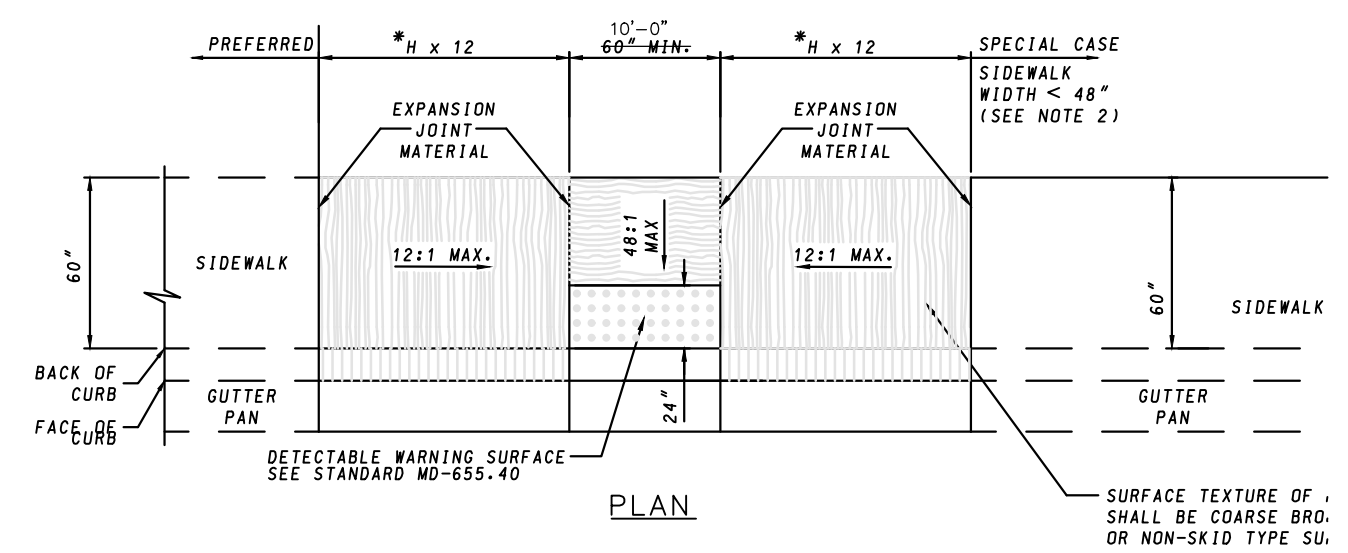 10'-0"
PREFERRED
*H x 12
60" MIN.
*H x 12
SPECIAL CASE
SIDEWALK
WIDTH < 48"
(SEE NOTE 2)
EXPANSION
JOINT
MATERIAL
EXPANSION
JOINT
MATERIAL
60"
SIDEWALK
12:1 MAX.
48:1
MAX
12:1 MAX.
60"
SIDEWALK
BACK OF
CURB
FACE OF
CURB
GUTTER
PAN
24"
GUTTER
PAN
DETECTABLE WARNING SURFACE
SEE STANDARD MD-655.40
PLAN
SURFACE TEXTURE OF
SHALL BE COARSE
OR NON-SKID TYPE